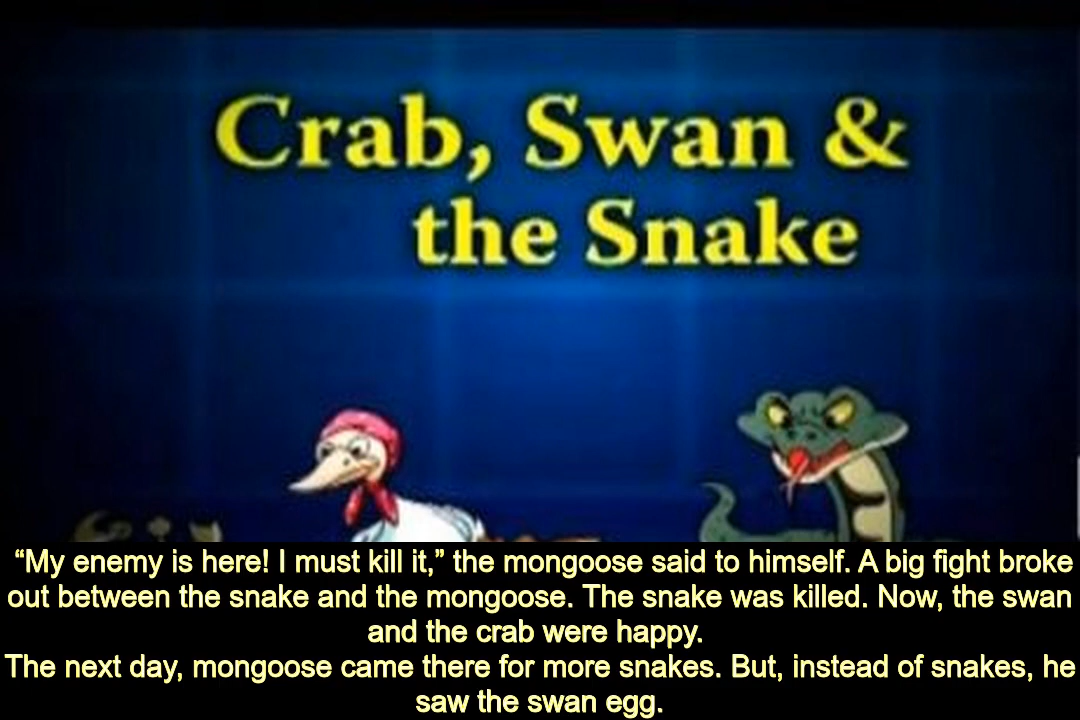 Crab, Swan &
the Snake
“My enemy is here! I must kill it,” the mongoose said to himself. A big fight broke
out between the snake and the mongoose. The snake was killed. Now, the swan
and the crab were happy.
The next day, mongoose came there for more snakes. But, instead of snakes, he
saw the swan egg.